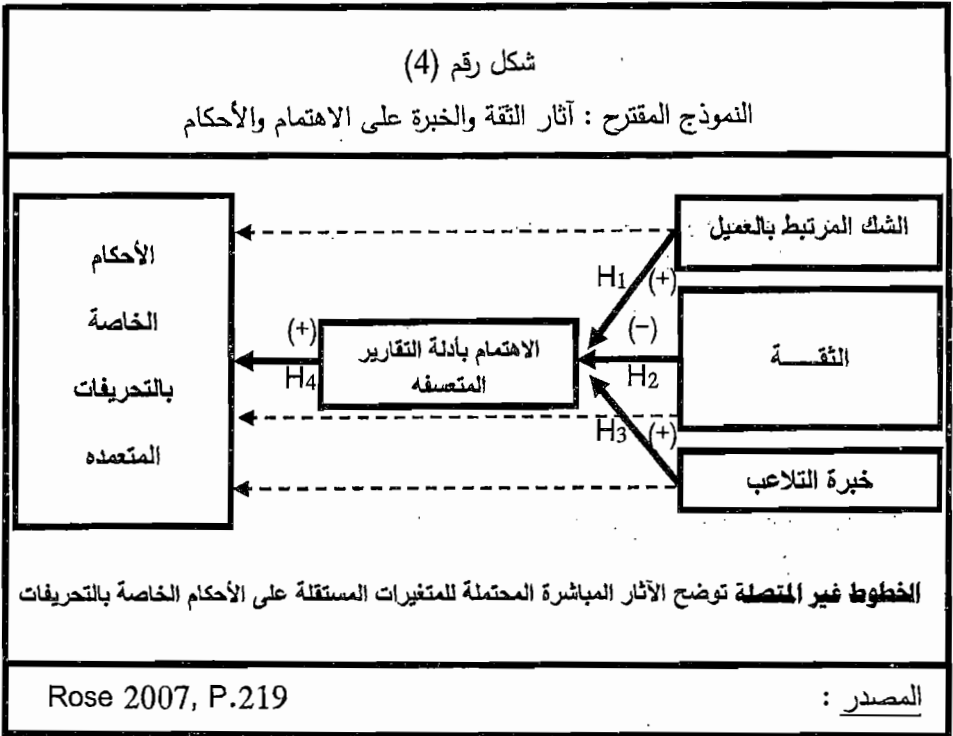 شكل رقم (4)
النموذج المقترح : آثار الثقة والخبرة على الاهتمام والأحكام
الشك المرتبط بالعميل
H1 (+)
الثقـــــة
(−)
H2
خبرة التلاعب
H3 (+)
الاهتمام بأدلة التقارير
المتعسفه
(+)
H4
الأحكام
الخاصة
بالتحريفات
المتعمده
الخطوط غير المتصلة توضح الآثار المباشرة المحتملة للمتغيرات المستقلة على الأحكام الخاصة بالتحريفات
المصدر : Rose 2007, P.219